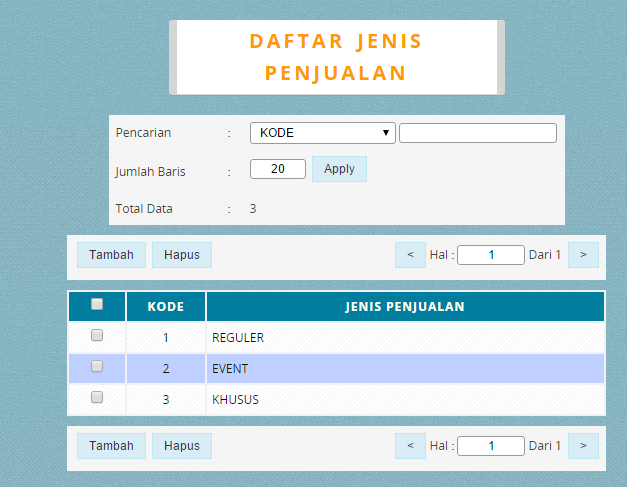 DAFTAR JENIS
PENJUALAN
Pencarian : KODE
Jumlah Baris : 20 Apply
Total Data : 3
Tambah Hapus < Hal : 1 Dari 1 >
KODE JENIS PENJUALAN
1 REGULER
2 EVENT
3 KHUSUS
Tambah Hapus < Hal : 1 Dari 1 >